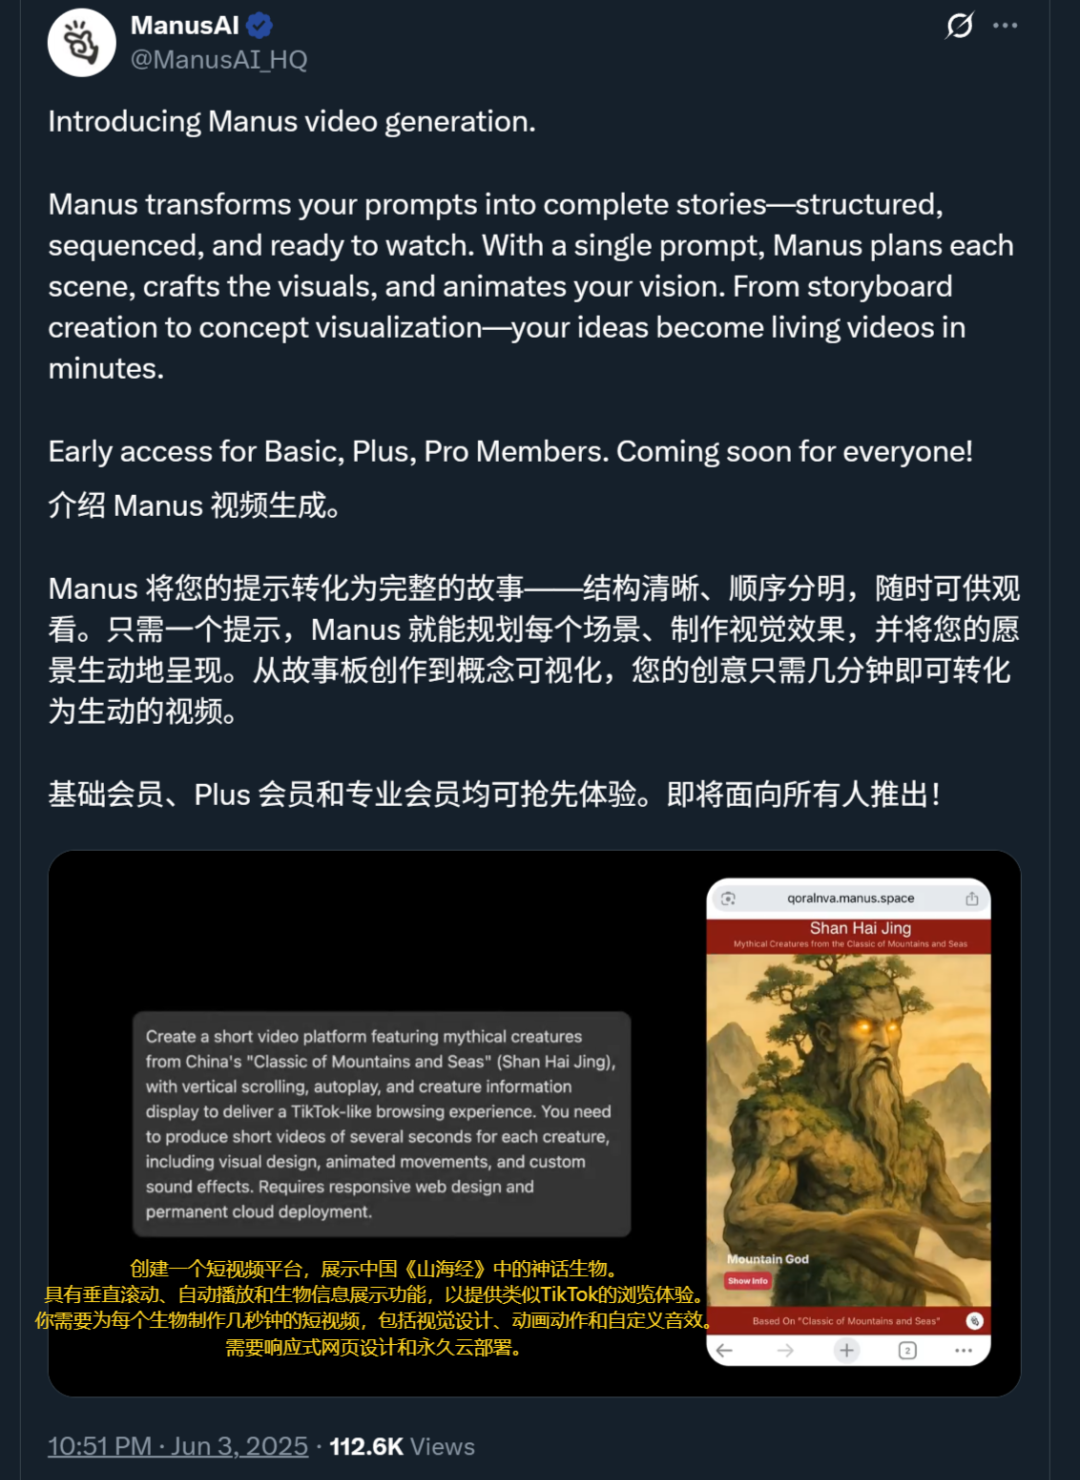 ManusAI
@ManusAI_HQ
Introducing Manus video generation.
Manus transforms your prompts into complete stories—structured,
sequenced, and ready to watch. With a single prompt, Manus plans each
scene, crafts the visuals, and animates your vision. From storyboard
creation to concept visualization—your ideas become living videos in
minutes.
Early access for Basic, Plus, Pro Members. Coming soon for everyone!
介绍 Manus 视频生成。
Manus 将您的提示转化为完整的故事——结构清晰、顺序分明，随时可供观
看。只需一个提示，Manus 就能规划每个场景、制作视觉效果，并将您的愿
景生动地呈现。从故事板创作到概念可视化，您的创意只需几分钟即可转化
为生动的视频。
基础会员、Plus 会员和专业会员均可抢先体验。即将面向所有人推出！
Create a short video platform featuring mythical creatures
from China's "Classic of Mountains and Seas" (Shan Hai Jing),
with vertical scrolling, autoplay, and creature information
display to deliver a TikTok-like browsing experience. You need
to produce short videos of several seconds for each creature,
including visual design, animated movements, and custom
sound effects. Requires responsive web design and
permanent cloud deployment.
创建一个短视频平台，展示中国《山海经》中的神话生物。
具有垂直滚动、自动播放和生物信息展示功能，以提供类似TikTok的浏览体验。
你需要为每个生物制作几秒钟的短视频，包括视觉设计、动画动作和自定义音效。
需要响应式网页设计和永久云部署。
qoralnva.manus.space
Shan Hai Jing
Mythical Creatures from the Classic of Mountains and Seas
Mountain God
Show Info
Based On "Classic of Mountains and Seas"
2
10:51 PM · Jun 3, 2025 · 112.6K Views